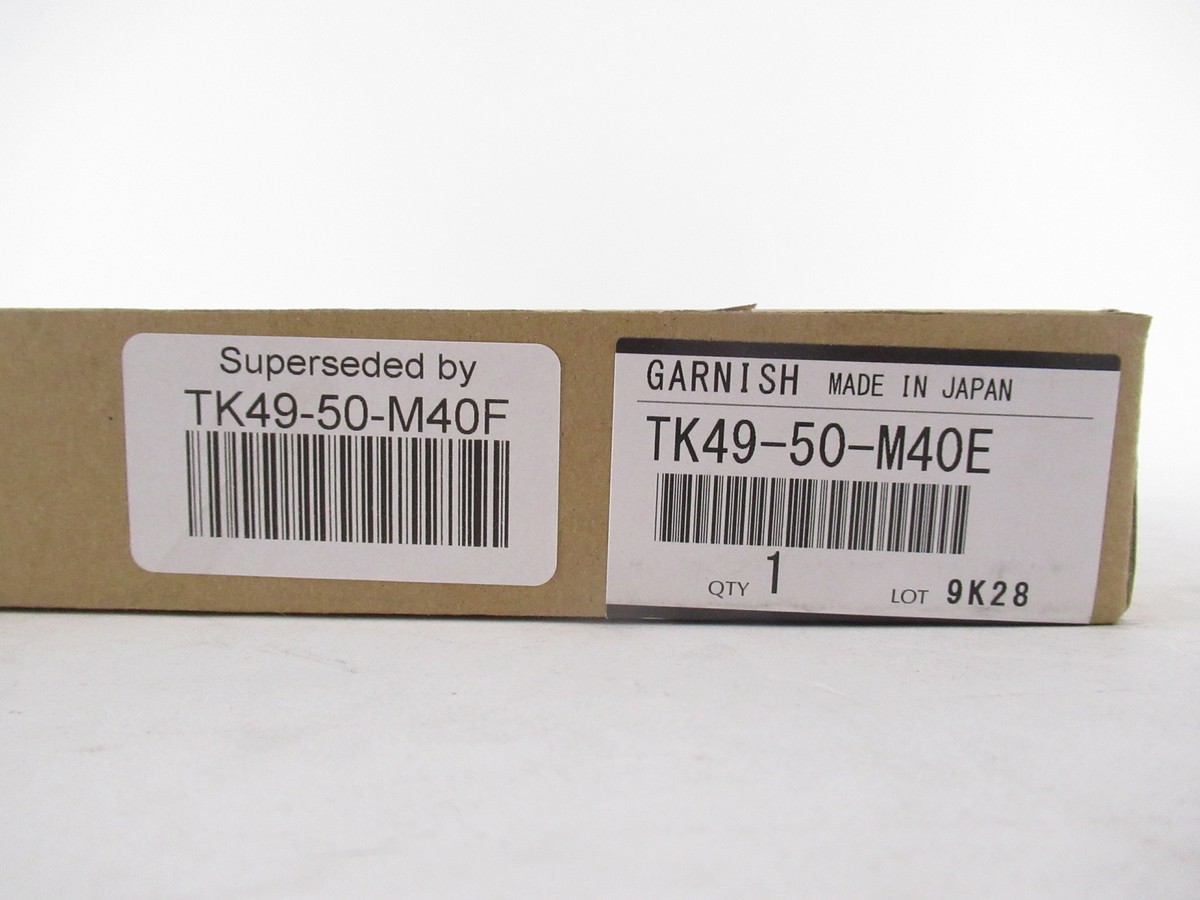 Superseded by
TK49-50-M40F
GARNISH MADE IN JAPAN
TK49-50-M40E
QTY 1 LOT 9K28